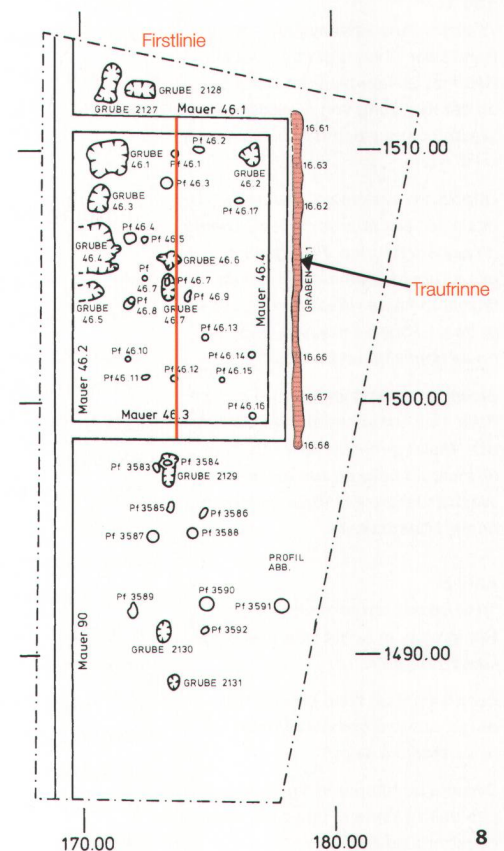 Firstlinie
GRUBE 2128
GRUBE 2127
Mauer 46.1
16.61
1510.00
Pf 46.2
GRUBE
46.1
Pf
46.1
GRUBE
46.2
16.63
Pf 46.3
GRUBE
46.3
Pf 46.17
16.62
Pf 46.4
Pf 46.5
GRUBE
46.4
GRUBE 46.6
Mauer 46.4
Traufrinne
Pf
46.7
Pf 46.7
Pf 46.9
GRUBE
46.5
Pf
46.8
GRUBE
46.7
Pf 46.13
Mauer 46.2
Pf 46.10
Pf 46.14
16.66
Pf 46.11
Pf 46.12
Pf 46.15
Pf 46.16
16.67
1500.00
Mauer 46.3
16.68
Pf 3583
Pf 3584
GRUBE 2129
Pf 3585
Pf 3586
Pf 3587
Pf 3588
PROFIL
ABB.
Pf 3589
Pf 3590
Pf 3591
Pf 3592
GRUBE 2130
Mauer 90
1490.00
GRUBE 2131
170.00
180.00
8